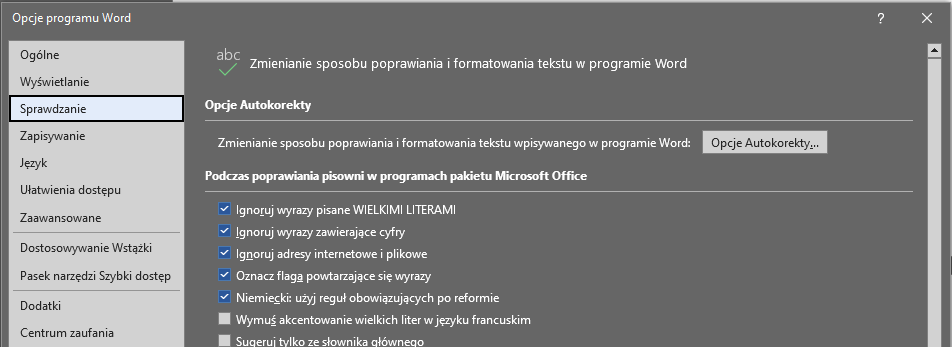 Opcje programu Word
?
Ogólne
Wyświetlanie
Sprawdzanie
Zapisywanie
Język
Ułatwienia dostępu
Zaawansowane
Dostosowywanie Wstążki
Pasek narzędzi Szybki dostęp
Dodatki
Centrum zaufania
abc
Zmienianie sposobu poprawiania i formatowania tekstu w programie Word
Opcje Autokorekty
Zmienianie sposobu poprawiania i formatowania tekstu wpisywanego w programie Word:
Opcje Autokorekty...
Podczas poprawiania pisowni w programach pakietu Microsoft Office
Ignoruj wyrazy pisane WIELKIMI LITERAMI
Ignoruj wyrazy zawierające cyfry
Ignoruj adresy internetowe i plikowe
Oznacz flagą powtarzające się wyrazy
Niemiecki: użyj reguł obowiązujących po reformie
Wymuś akcentowanie wielkich liter w języku francuskim
Sugeruj tylko ze słownika głównego